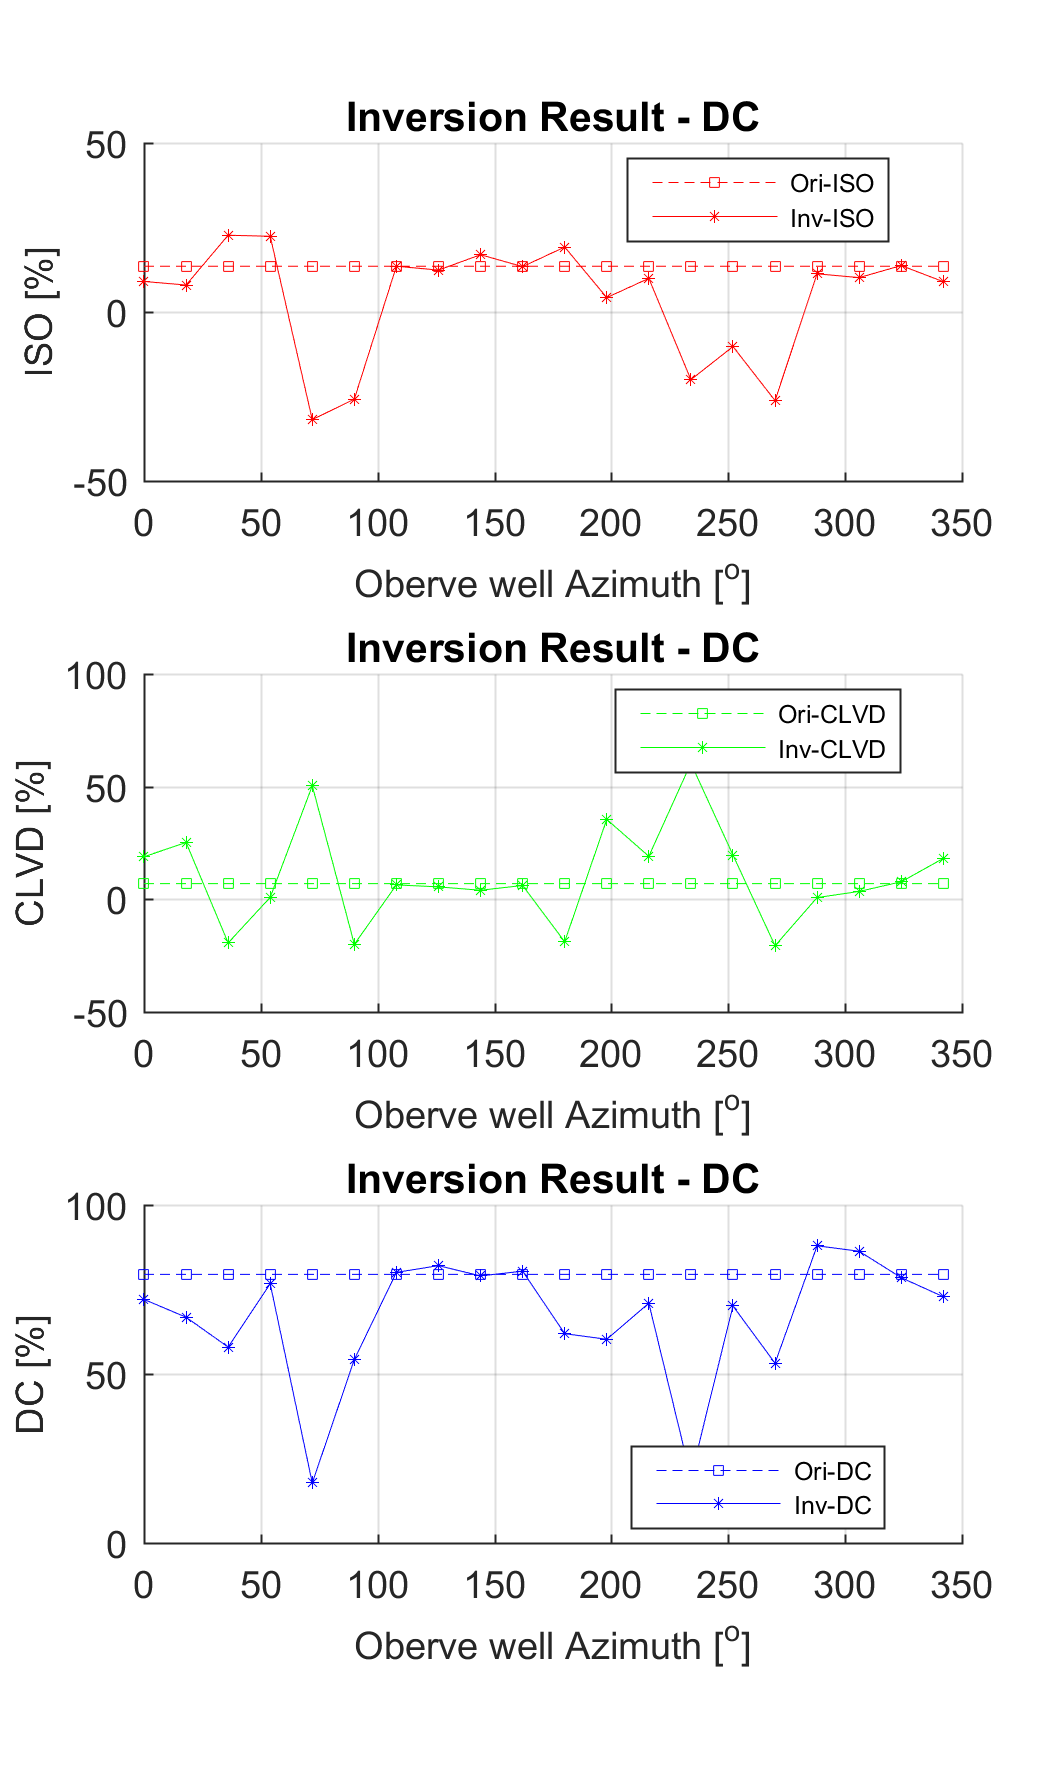 Inversion Result - DC
50
0
-50
ISO [%]
Ori-ISO
Inv-ISO
0 50 100 150 200 250 300 350
Oberve well Azimuth [o]
Inversion Result - DC
100
50
0
-50
CLVD [%]
Ori-CLVD
Inv-CLVD
0 50 100 150 200 250 300 350
Oberve well Azimuth [o]
Inversion Result - DC
100
50
0
DC [%]
Ori-DC
Inv-DC
0 50 100 150 200 250 300 350
Oberve well Azimuth [o]